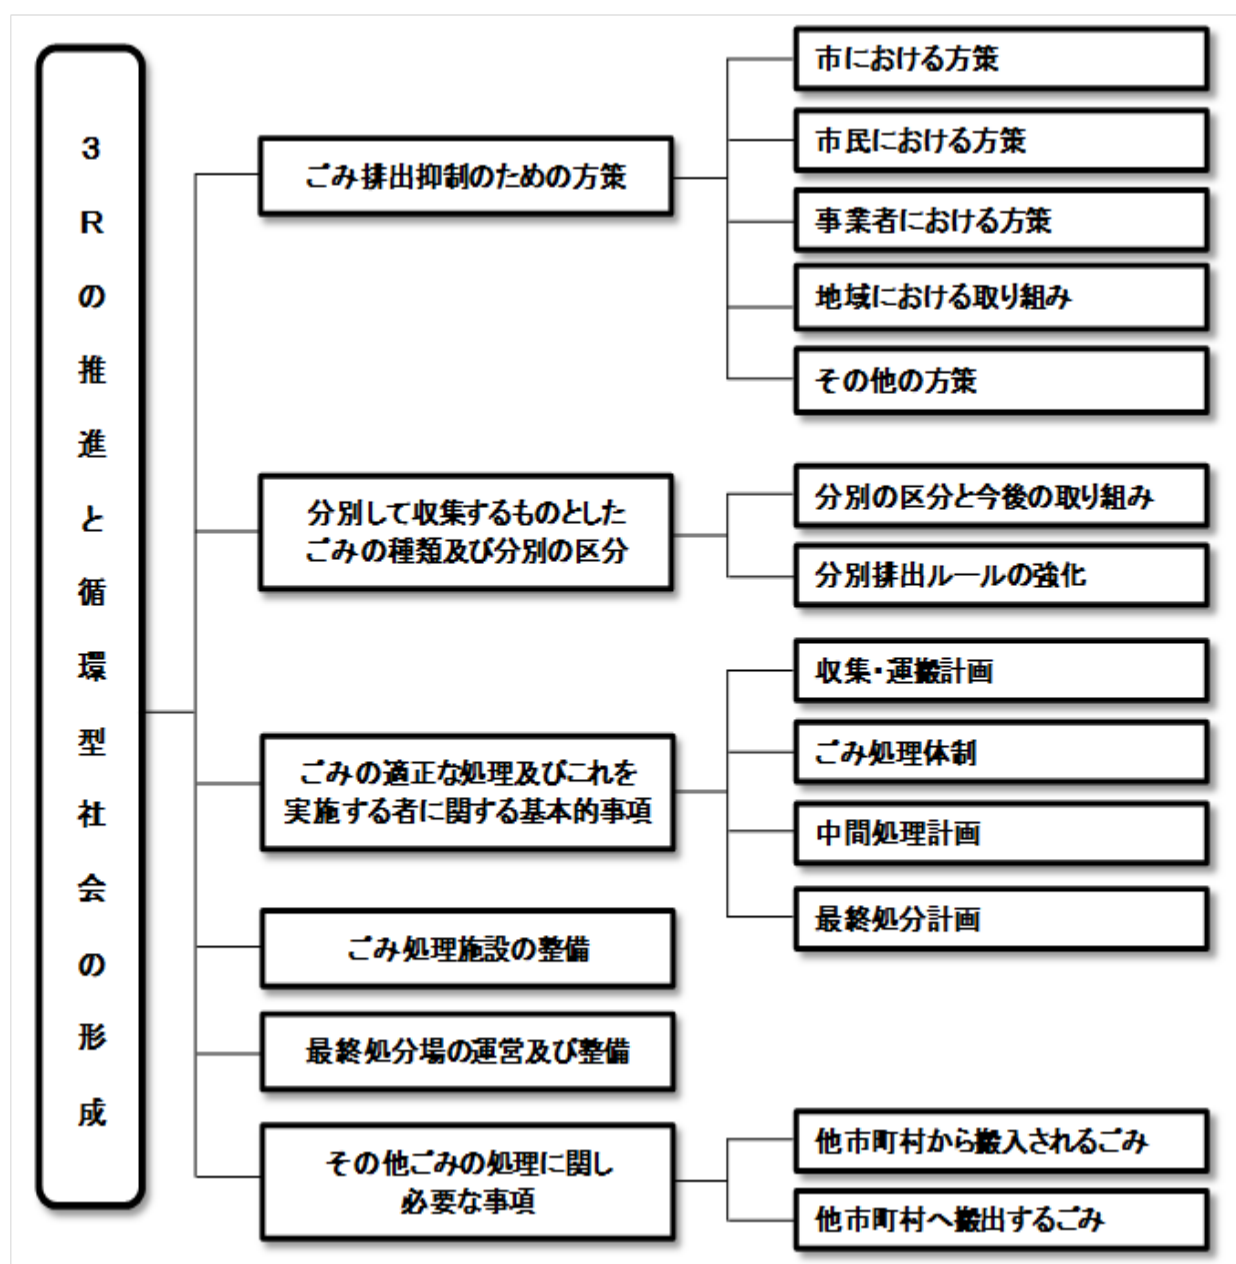 3Rの推進と循環型社会の形成
ごみ排出抑制のための方策
市における方策
市民における方策
事業者における方策
地域における取り組み
その他の方策
分別して収集するものとした
ごみの種類及び分別の区分
分別の区分と今後の取り組み
分別排出ルールの強化
ごみの適正な処理及びこれを
実施する者に関する基本的事項
収集・運搬計画
ごみ処理体制
中間処理計画
最終処分計画
ごみ処理施設の整備
最終処分場の運営及び整備
その他ごみの処理に関し
必要な事項
他市町村から搬入されるごみ
他市町村へ搬出するごみ